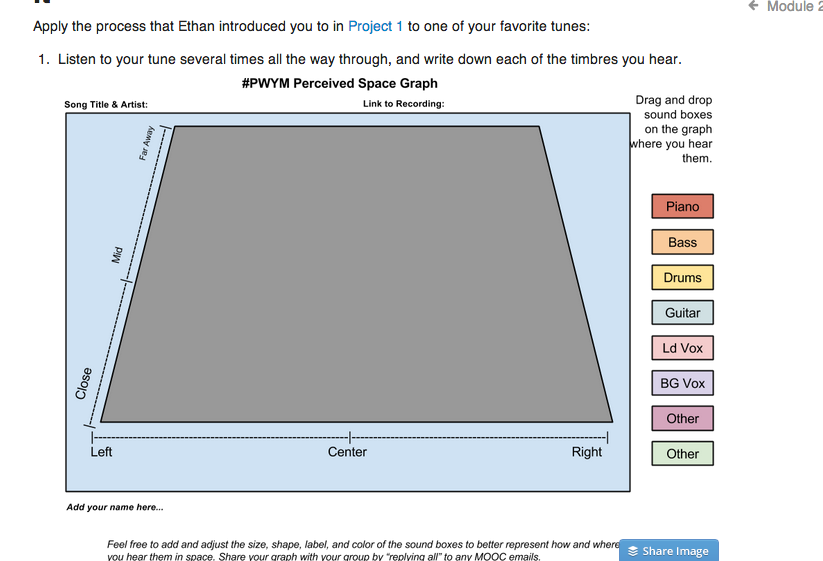 ← Module 2
Apply the process that Ethan introduced you to in Project 1 to one of your favorite tunes:
1. Listen to your tune several times all the way through, and write down each of the timbres you hear.
#PWYM Perceived Space Graph
Song Title & Artist:
Link to Recording:
Drag and drop
sound boxes
on the graph
where you hear
them.
Far Away
Mid
Close
Left
Center
Right
Piano
Bass
Drums
Guitar
Ld Vox
BG Vox
Other
Other
Add your name here...
Feel free to add and adjust the size, shape, label, and color of the sound boxes to better represent how and where
you hear them in space. Share your graph with your group by "replying all" to any MOOC emails.
Share Image